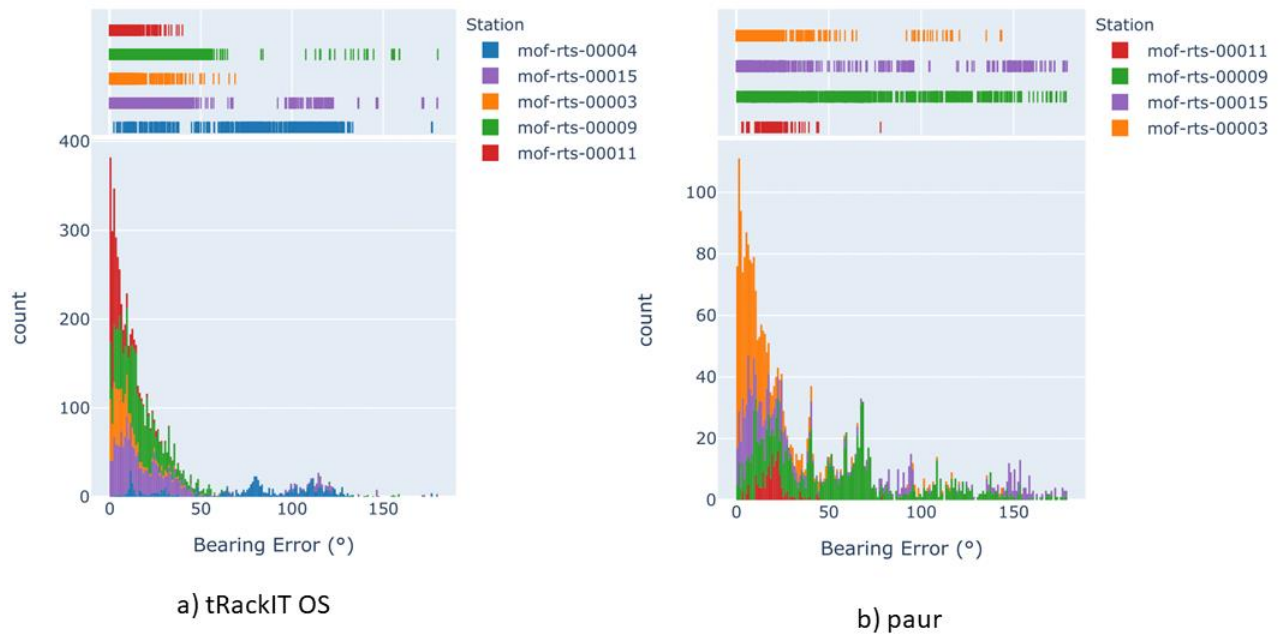 Station
mof-rts-00004
mof-rts-00015
mof-rts-00003
mof-rts-00009
mof-rts-00011
400
300
200
100
0
count
0 50 100 150
Bearing Error (°)
a) tRackIT OS
Station
mof-rts-00011
mof-rts-00009
mof-rts-00015
mof-rts-00003
100
80
60
40
20
0
count
0 50 100 150
Bearing Error (°)
b) paur